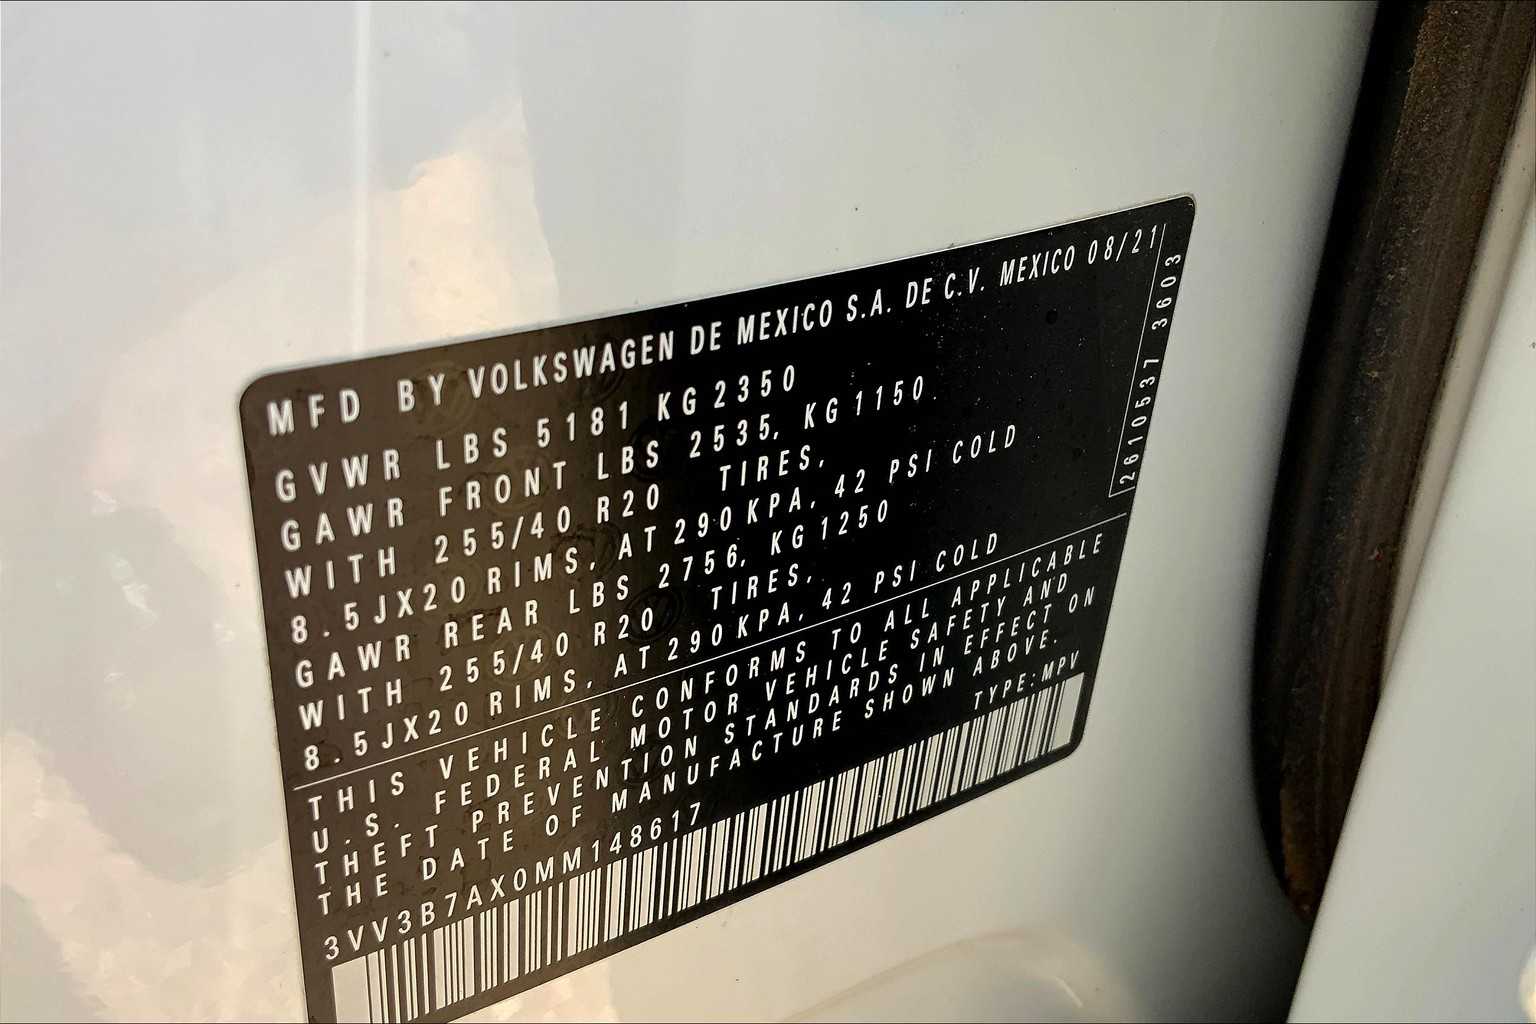 MFD BY VOLKSWAGEN DE MEXICO S.A. DE C.V. MEXICO 08/21
GVWR LBS 5181 KG 2350
GAWR FRONT LBS 2535, KG 1150
WITH 255/40 R20 TIRES,
8.5JX20 RIMS, AT 290 KPA, 42 PSI COLD
GAWR REAR LBS 2756, KG 1250
WITH 255/40 R20 TIRES,
8.5JX20 RIMS, AT 290 KPA, 42 PSI COLD
2610537 3603
THIS VEHICLE CONFORMS TO ALL APPLICABLE
U.S. FEDERAL MOTOR VEHICLE SAFETY AND
THEFT PREVENTION STANDARDS IN EFFECT ON
THE DATE OF MANUFACTURE SHOWN ABOVE.
3VV3B7AX0MM148617 TYPE:MPV